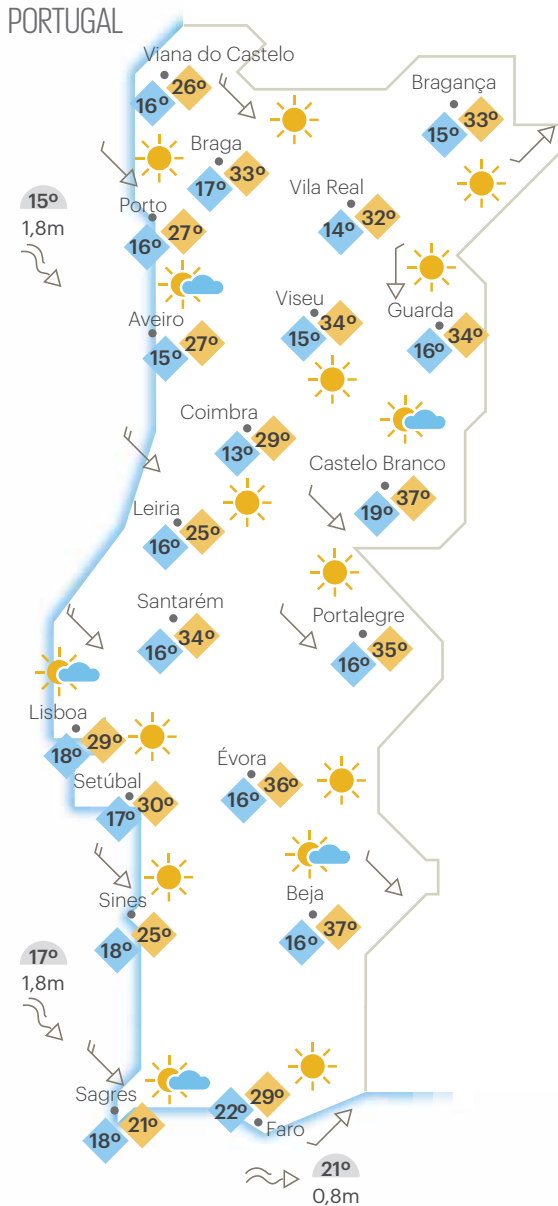 PORTUGAL
Viana do Castelo
16º 26º
Bragança
15º 33º
Braga
17º 33º
15º
1,8m
Porto
16º 27º
Vila Real
14º 32º
Aveiro
15º 27º
Viseu
15º 34º
Guarda
16º 34º
Coimbra
13º 29º
Castelo Branco
19º 37º
Leiria
16º 25º
Santarém
16º 34º
Portalegre
16º 35º
Lisboa
18º 29º
Setúbal
17º 30º
Évora
16º 36º
Sines
18º 25º
Beja
16º 37º
17º
1,8m
Sagres
18º 21º
22º 29º
Faro
21º
0,8m